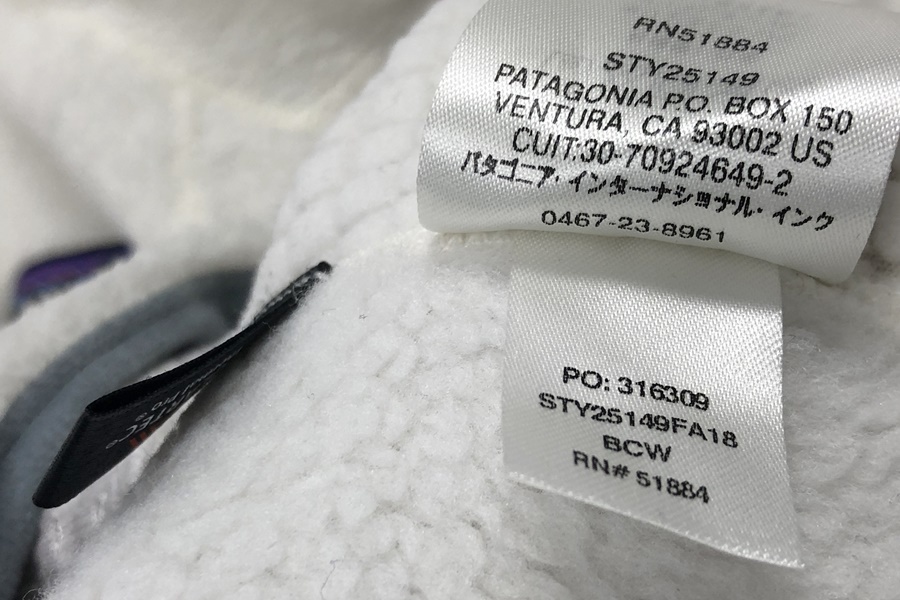 RN51884
STY25149
PATAGONIA P.O. BOX 150
VENTURA, CA 93002 US
CUIT:30-70924649-2
パタゴニア・インターナショナル・インク
0467-23-8961
PO: 316309
STY25149FA18
BCW
RN# 51884